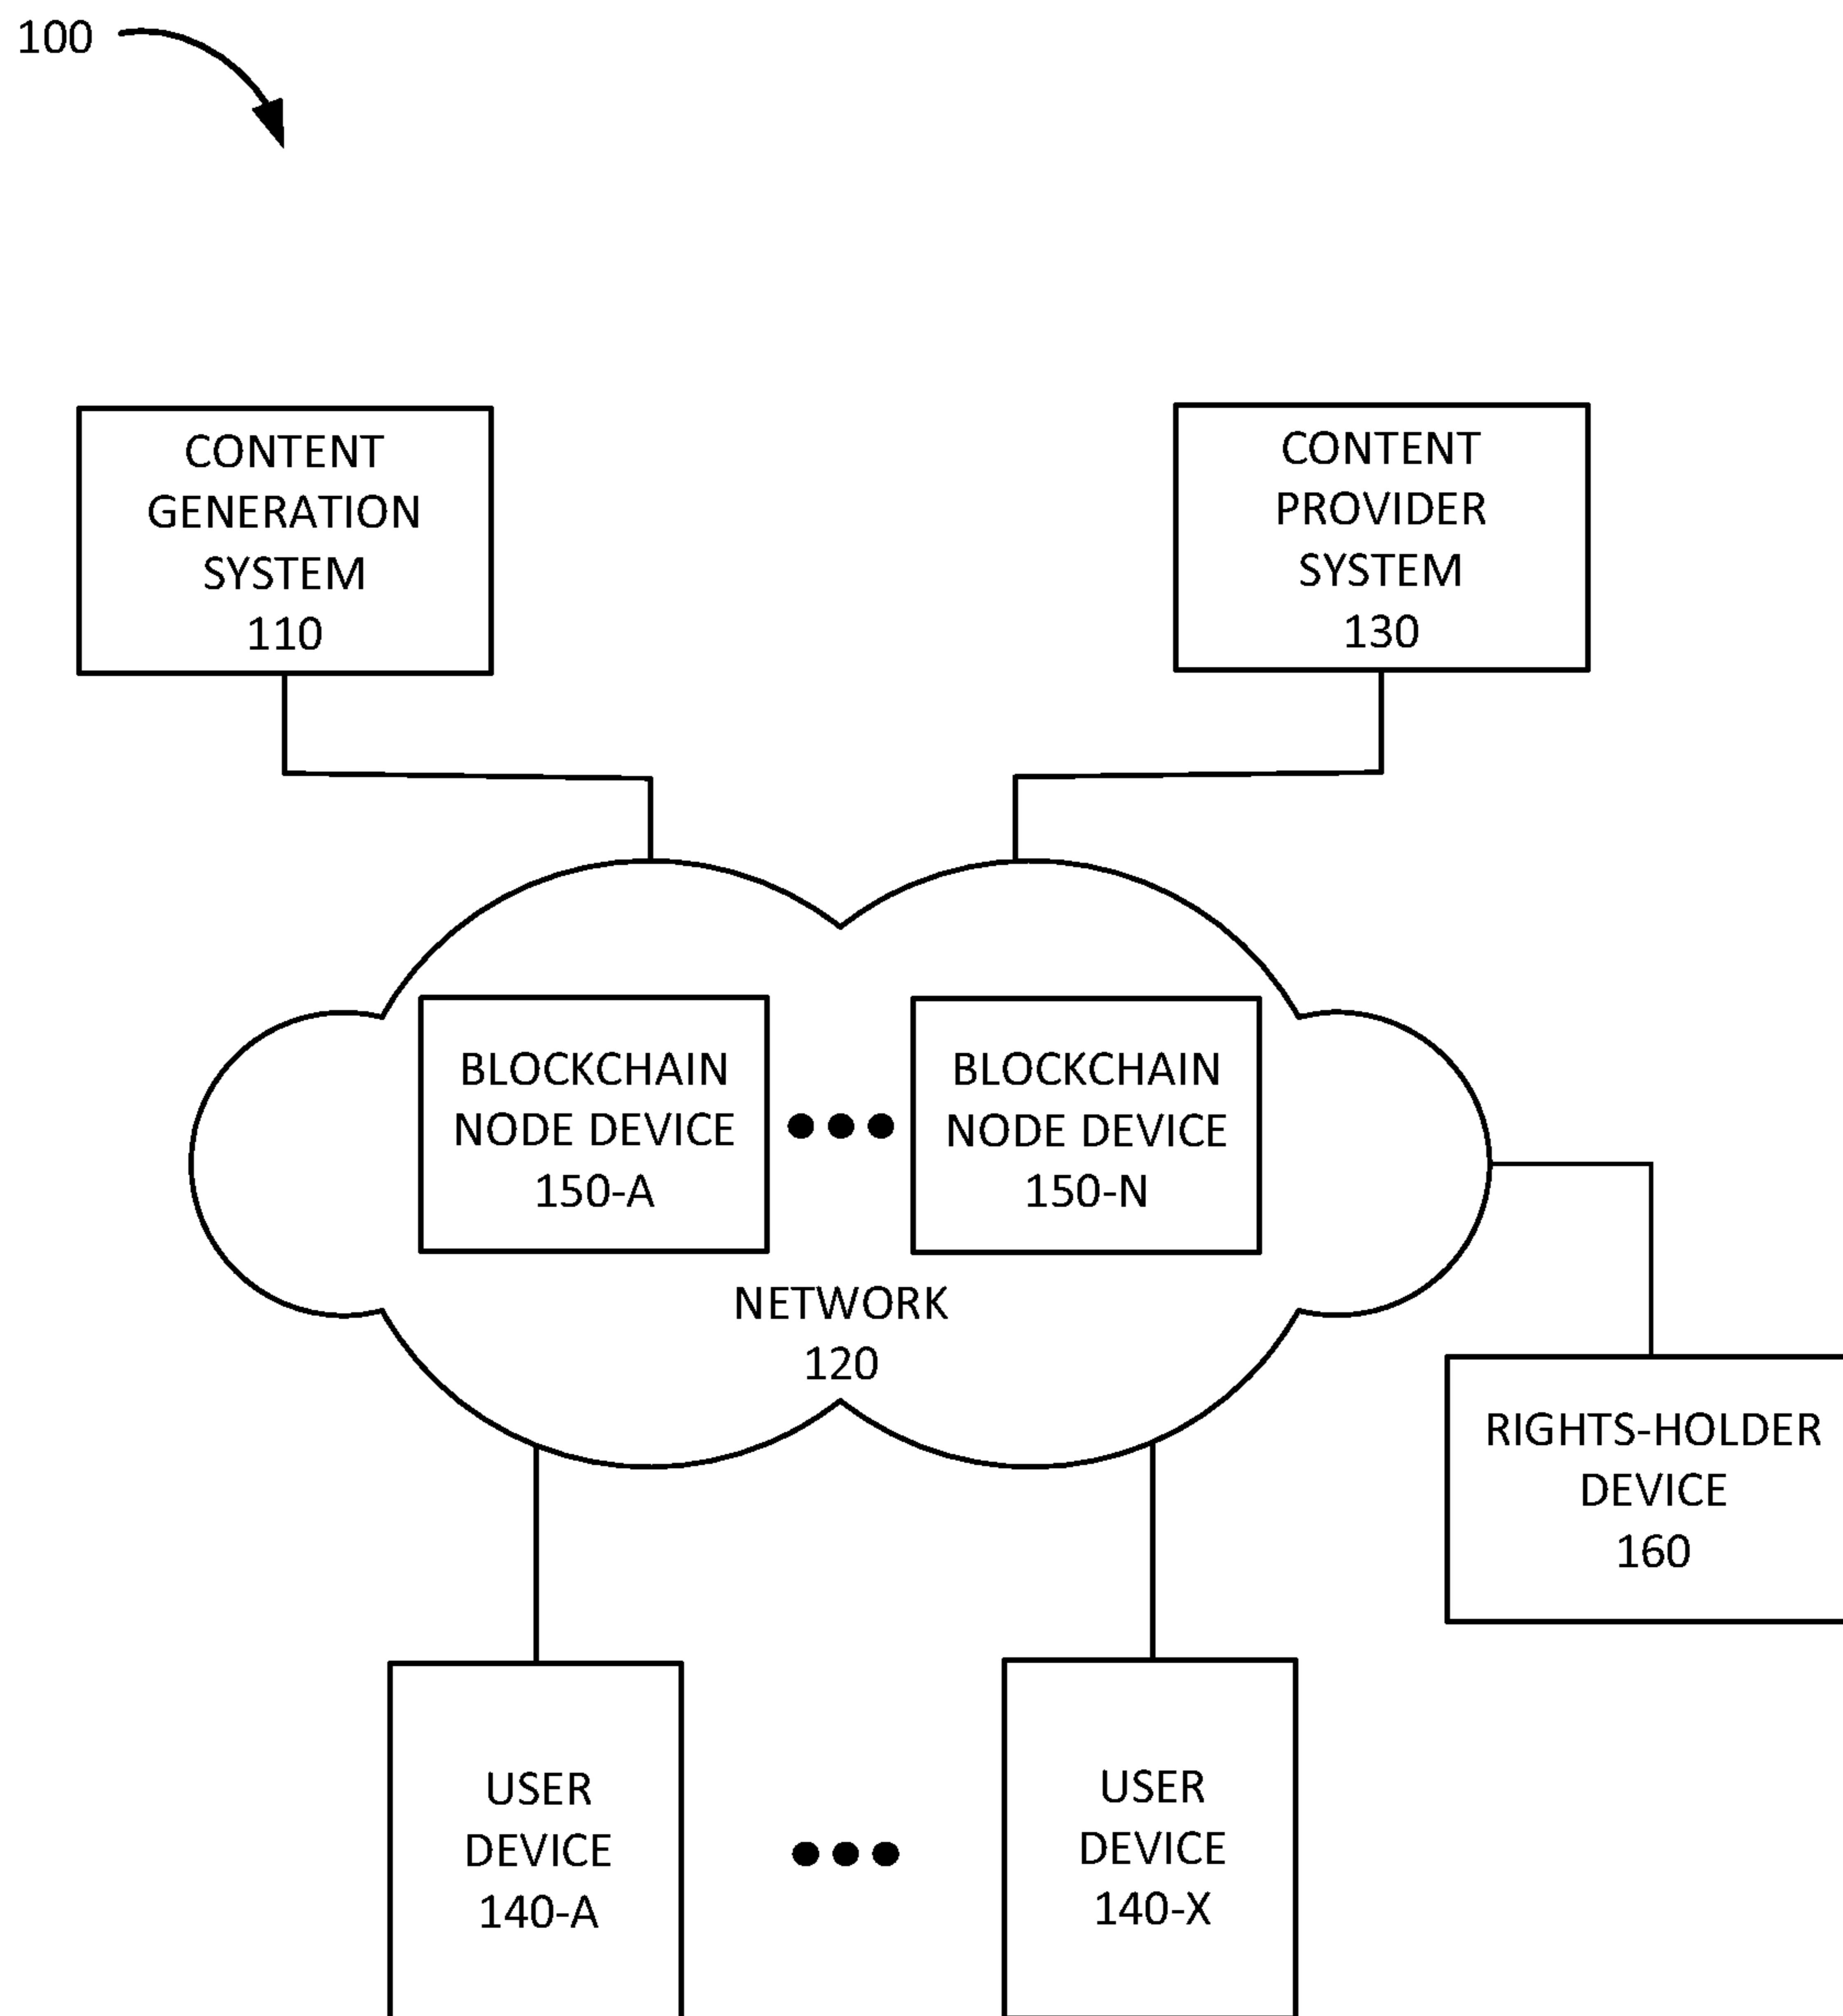 100
CONTENT
GENERATION
SYSTEM
110
CONTENT
PROVIDER
SYSTEM
130
BLOCKCHAIN
NODE DEVICE
150-A
BLOCKCHAIN
NODE DEVICE
150-N
NETWORK
120
RIGHTS-HOLDER
DEVICE
160
USER
DEVICE
140-A
USER
DEVICE
140-X